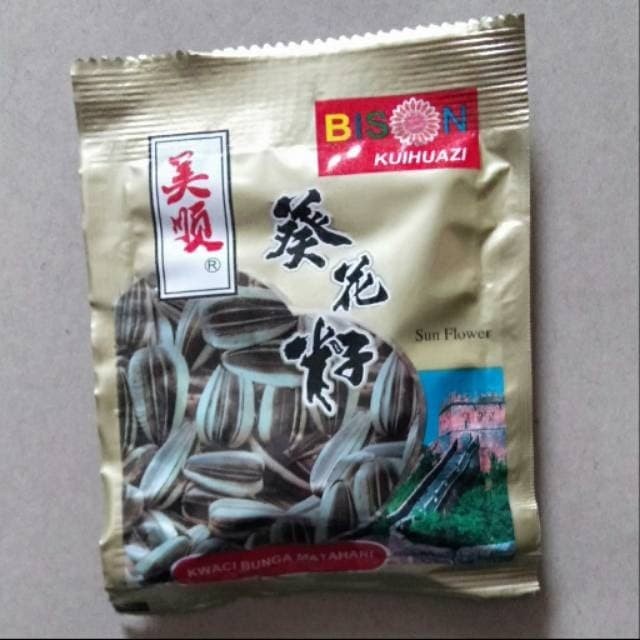 BISON
KUIHUAZI
美顺
®
葵花籽
Sun Flower
KWACI BUNGA MATAHARI